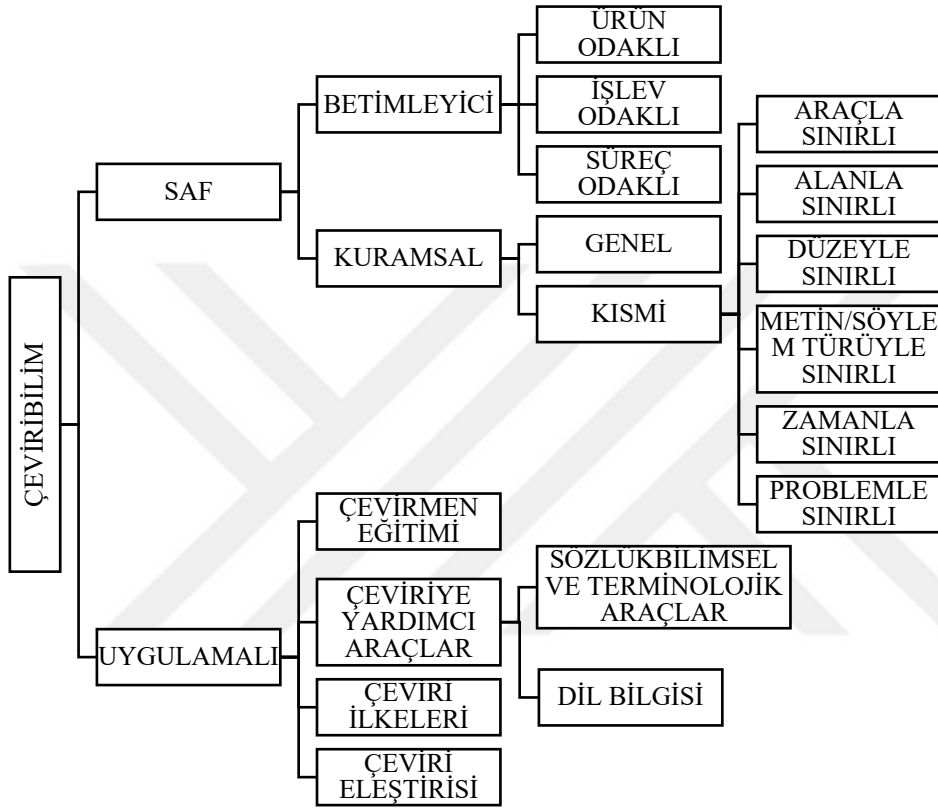 ÇEVİRİBİLİM
SAF
BETİMLEYİCİ
ÜRÜN
ODAKLI
İŞLEV
ODAKLI
SÜREÇ
ODAKLI
KURAMSAL
GENEL
KISMİ
ARAÇLA
SINIRLI
ALANLA
SINIRLI
DÜZEYLE
SINIRLI
METİN/SÖYLE
M TÜRÜYLE
SINIRLI
ZAMANLA
SINIRLI
PROBLEMLE
SINIRLI
UYGULAMALI
ÇEVİRMEN
EĞİTİMİ
ÇEVİRİYE
YARDIMCI
ARAÇLAR
SÖZLÜKBİLİMSEL
VE TERMİNOLOJİK
ARAÇLAR
DİL BİLGİSİ
ÇEVİRİ
İLKELERİ
ÇEVİRİ
ELEŞTİRİSİ